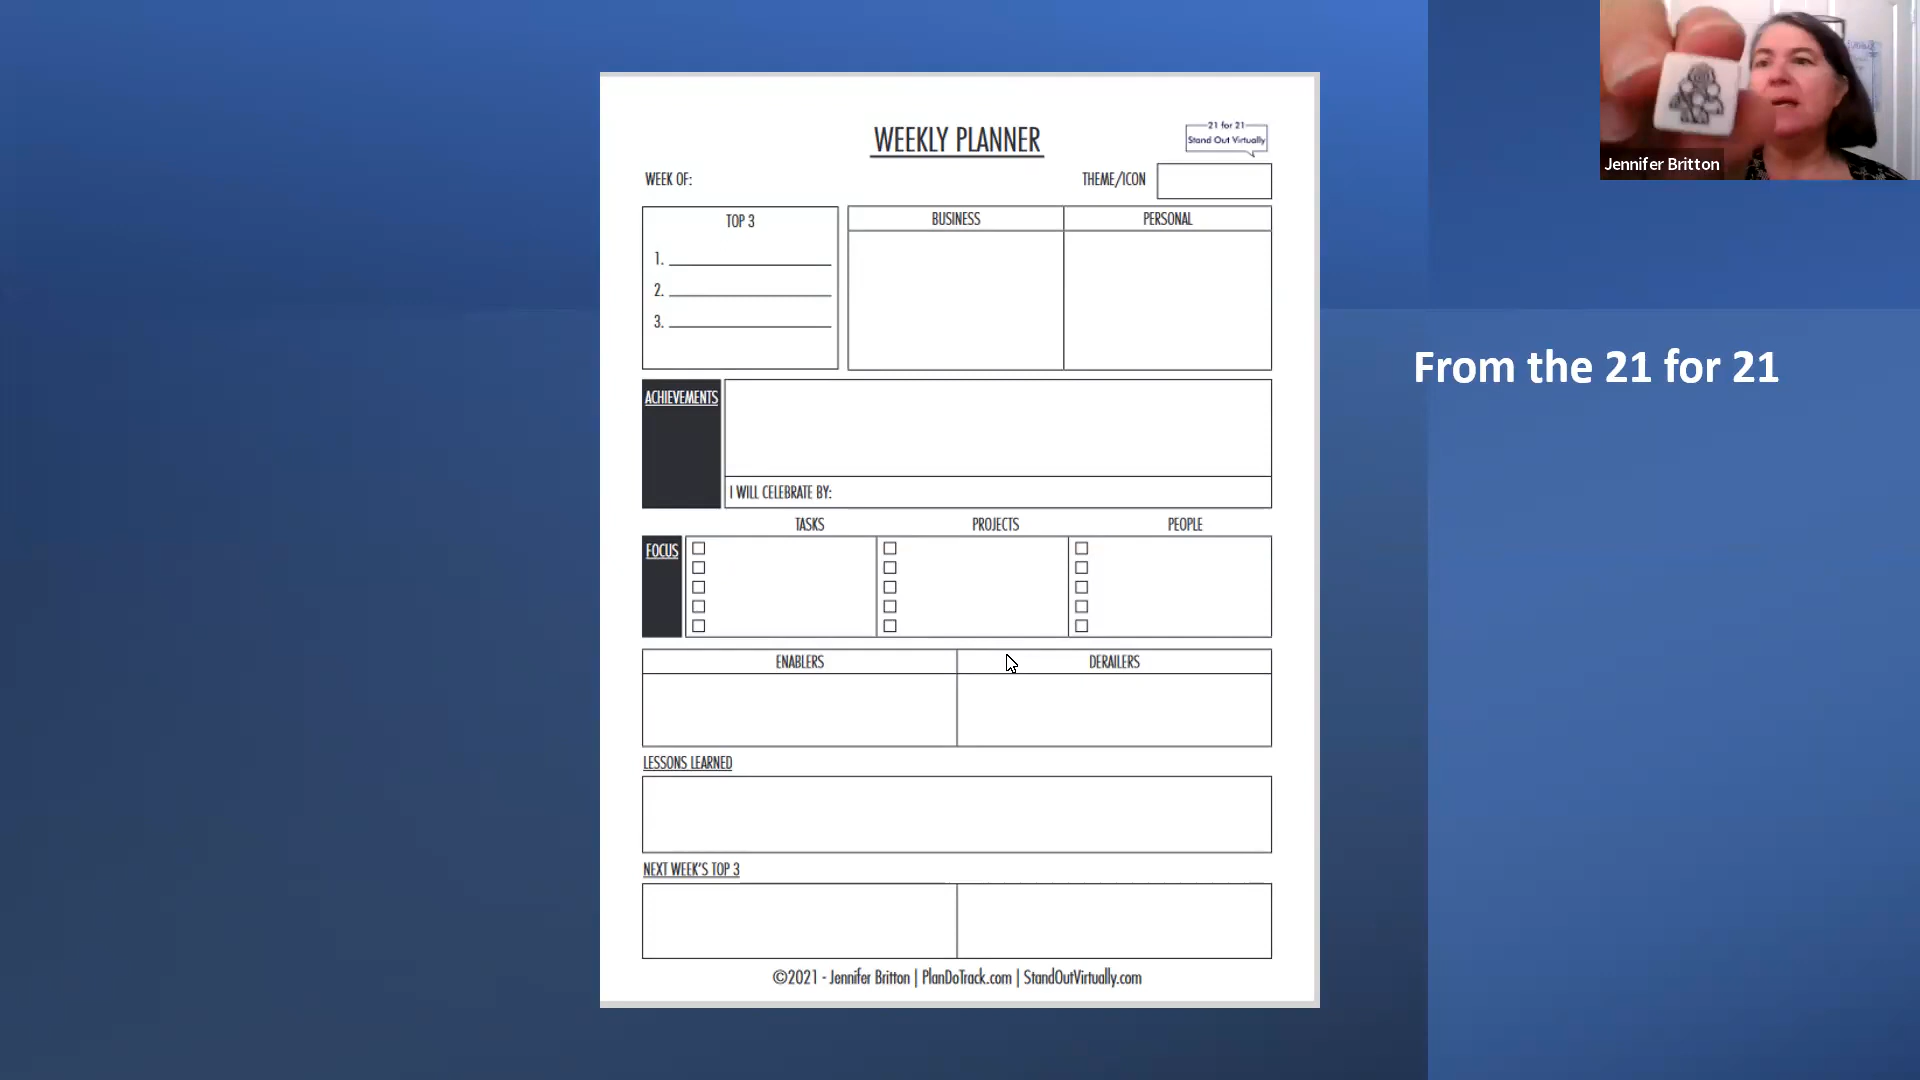 WEEKLY PLANNER
21 for 21
Stand Out Virtually
WEEK OF:
THEME/ICON
TOP 3
1.
2.
3.
BUSINESS
PERSONAL
ACHIEVEMENTS
I WILL CELEBRATE BY:
TASKS
PROJECTS
PEOPLE
FOCUS
ENABLERS
DERAILERS
LESSONS LEARNED
NEXT WEEK'S TOP 3
©2021 - Jennifer Britton | PlanDoTrack.com | StandOutVirtually.com
From the 21 for 21
Jennifer Britton